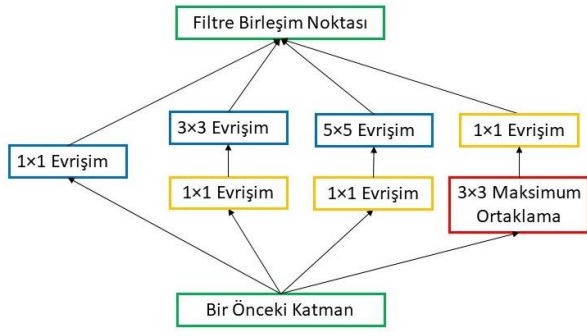 Filtre Birleşim Noktası
3×3 Evrişim
5×5 Evrişim
1×1 Evrişim
1×1 Evrişim
1×1 Evrişim
1×1 Evrişim
3×3 Maksimum
Ortaklama
Bir Önceki Katman